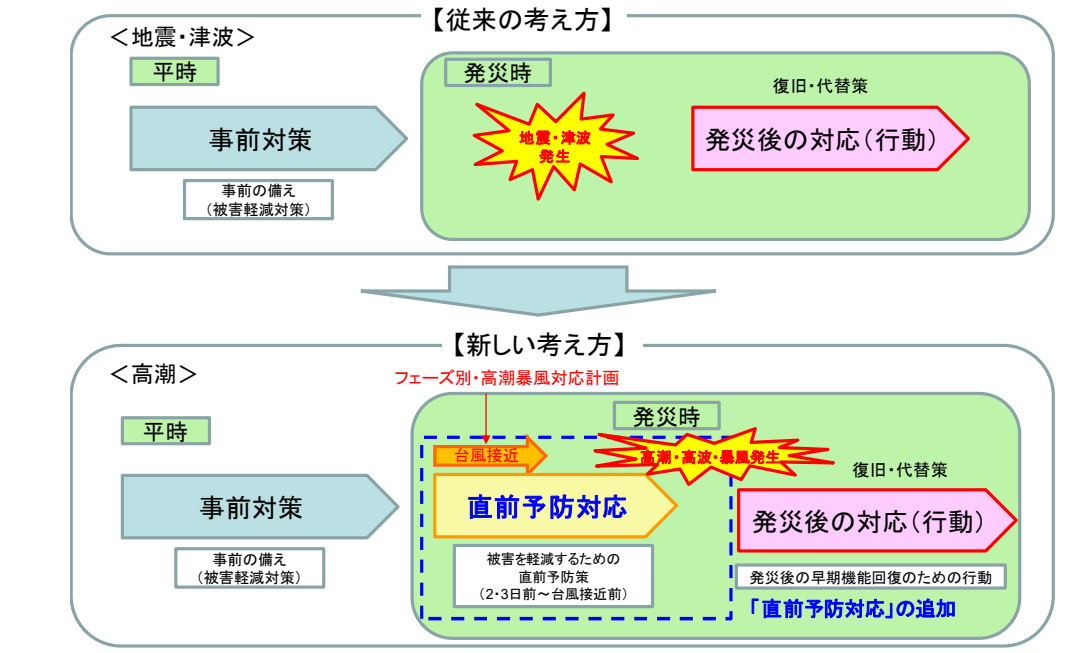 【従来の考え方】
＜地震・津波＞
平時
発災時
復旧・代替策
事前対策
地震・津波
発生
発災後の対応（行動）
事前の備え
（被害軽減対策）
【新しい考え方】
＜高潮＞
フェーズ別・高潮暴風対応計画
平時
発災時
台風接近
高潮・高波・暴風発生
復旧・代替策
事前対策
直前予防対応
発災後の対応（行動）
事前の備え
（被害軽減対策）
被害を軽減するための
直前予防策
（2・3日前～台風接近前）
発災後の早期機能回復のための行動
「直前予防対応」の追加